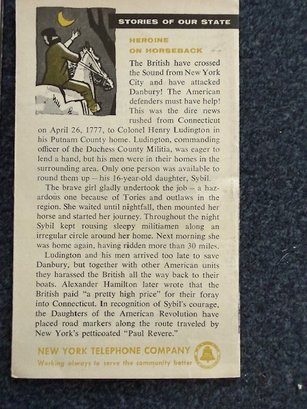 STORIES OF OUR STATE
HEROINE
ON HORSEBACK
The British have crossed
the Sound from New York
City and have attacked
Danbury! The American
defenders must have help!
This was the dire news
rushed from Connecticut
on April 26, 1777, to Colonel Henry Ludington in
his Putnam County home. Ludington, commanding
officer of the Duchess County Militia, was eager to
lend a hand, but his men were in their homes in the
surrounding area. Only one person was available to
round them up – his 16-year-old daughter, Sybil.
The brave girl gladly undertook the job – a haz-
ardous one because of Tories and outlaws in the
region. She waited until nightfall, then mounted her
horse and started her journey. Throughout the night
Sybil kept rousing sleepy militiamen along an
irregular circle around her home. Next morning she
was home again, having ridden more than 30 miles.
Ludington and his men arrived too late to save
Danbury, but together with other American units
they harassed the British all the way back to their
boats. Alexander Hamilton later wrote that the
British paid "a pretty high price" for their foray
into Connecticut. In recognition of Sybil's courage,
the Daughters of the American Revolution have
placed road markers along the route traveled by
New York's petticoated "Paul Revere."
NEW YORK TELEPHONE COMPANY
Working always to serve the community better